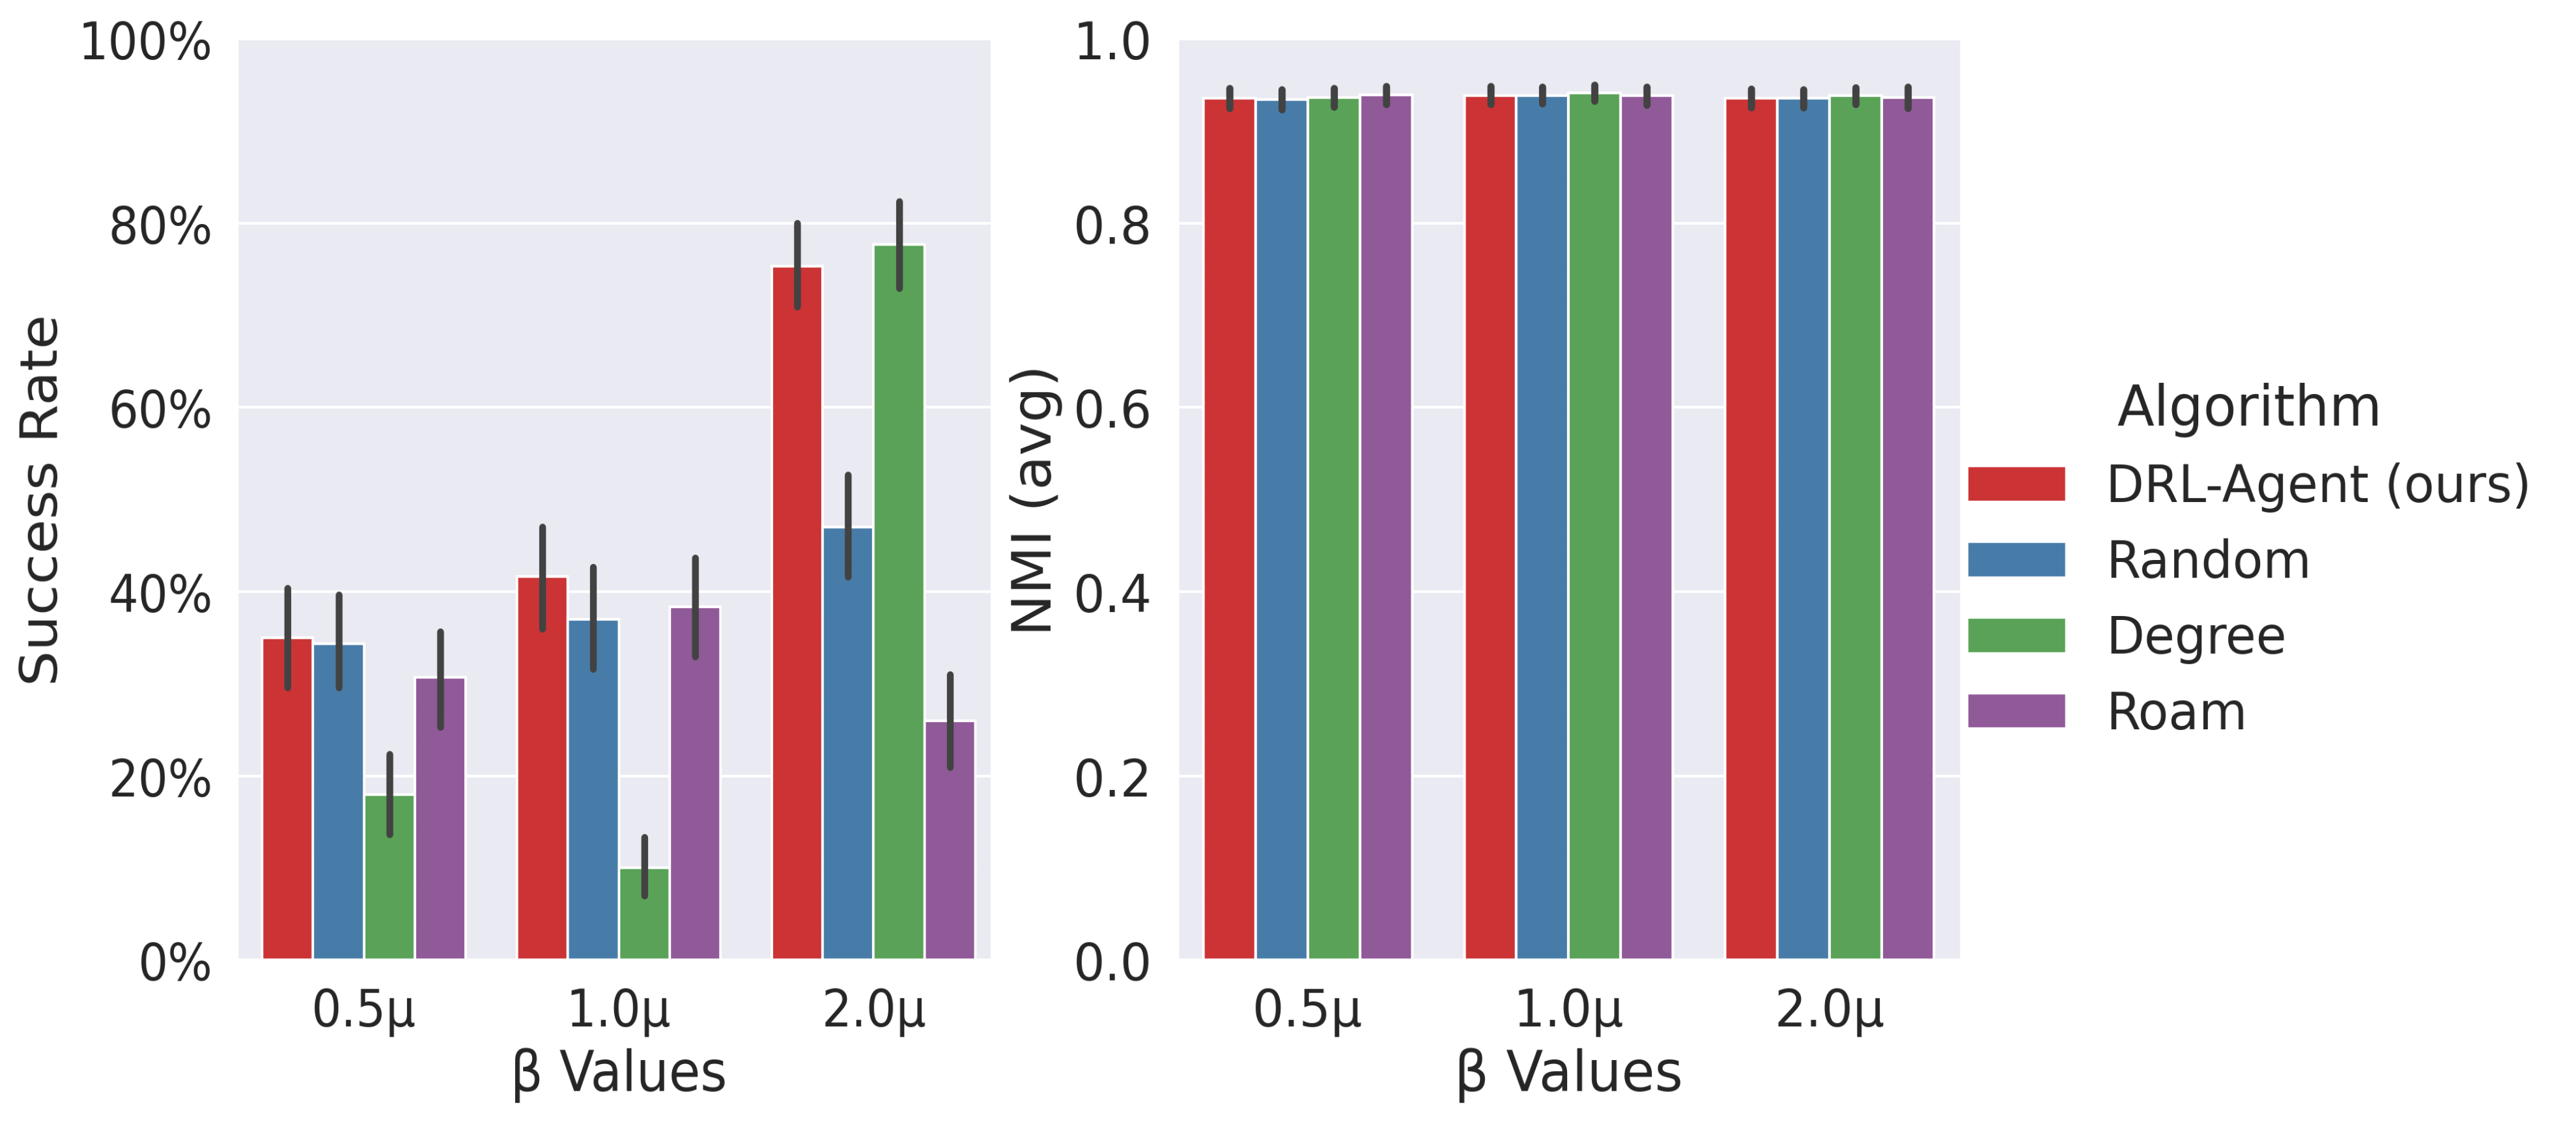 100%
80%
60%
40%
20%
0%
Success Rate
0.5μ 1.0μ 2.0μ
β Values
1.0
0.8
0.6
0.4
0.2
0.0
NMI (avg)
0.5μ 1.0μ 2.0μ
β Values
Algorithm
DRL-Agent (ours)
Random
Degree
Roam